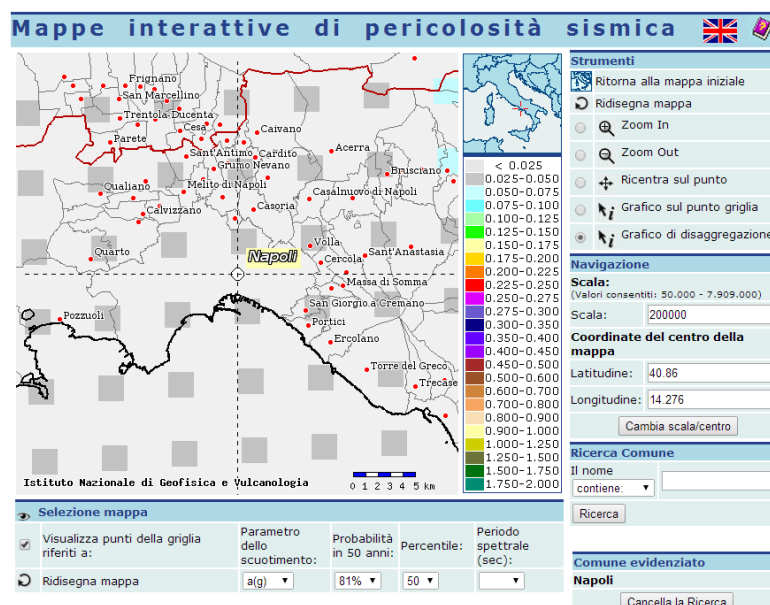 Mappe interattive di pericolosità sismica
Frignano
San Marcellino
Trentola-Ducenta
Cesa
Caivano
Parete
Sant'Antimo
Cardito
Acerra
Grumo Nevano
Brusciano
Qualiano
Melito di Napoli
Casalnuovo di Napoli
Calvizzano
Casoria
Volla
Quarto
Napoli
Cercola
Sant'Anastasia
Massa di Somma
San Giorgio a Cremano
Pozzuoli
Portici
Ercolano
Torre del Greco
Trecase
Istituto Nazionale di Geofisica e Vulcanologia
0 1 2 3 4 5 km
< 0.025
0.025-0.050
0.050-0.075
0.075-0.100
0.100-0.125
0.125-0.150
0.150-0.175
0.175-0.200
0.200-0.225
0.225-0.250
0.250-0.275
0.275-0.300
0.300-0.350
0.350-0.400
0.400-0.450
0.450-0.500
0.500-0.600
0.600-0.700
0.700-0.800
0.800-0.900
0.900-1.000
1.000-1.250
1.250-1.500
1.500-1.750
1.750-2.000
Strumenti
Ritorna alla mappa iniziale
Ridisegna mappa
Zoom In
Zoom Out
Ricentra sul punto
Grafico sul punto griglia
Grafico di disaggregazione
Navigazione
Scala:
(Valori consentiti: 50.000 - 7.909.000)
Scala: 200000
Coordinate del centro della
mappa
Latitudine: 40.86
Longitudine: 14.276
Cambia scala/centro
Ricerca Comune
Il nome
contiene:
Ricerca
Comune evidenziato
Napoli
Cancella la Ricerca
Selezione mappa
Visualizza punti della griglia
riferiti a:
Parametro
dello
scuotimento:
Probabilità
in 50 anni:
Percentile:
Periodo
spettrale
(sec):
Ridisegna mappa
a(g) 81% 50